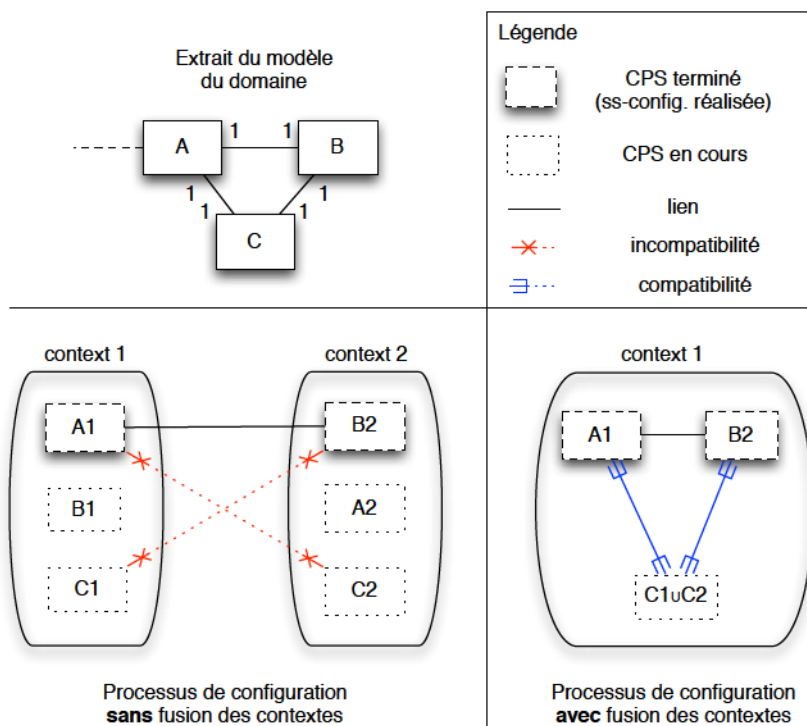 Extrait du modèle
du domaine
A
1
1
B
1
1
1
1
C
Légende
CPS terminé
(ss-config. réalisée)
CPS en cours
lien
incompatibilité
compatibilité
context 1
A1
B1
C1
context 2
B2
A2
C2
Processus de configuration
sans fusion des contextes
context 1
A1
B2
C1∪C2
Processus de configuration
avec fusion des contextes